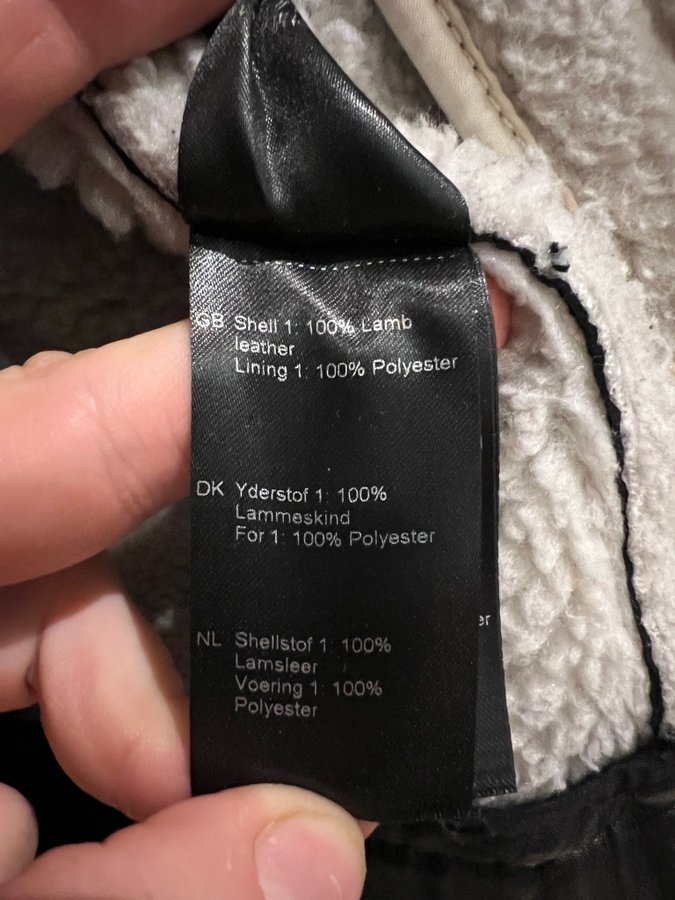 GB Shell 1: 100% Lamb
leather
Lining 1: 100% Polyester
DK Yderstof 1: 100%
Lammeskind
For 1: 100% Polyester
NL Shellstof 1: 100%
Lamsleer
Voering 1: 100%
Polyester
er